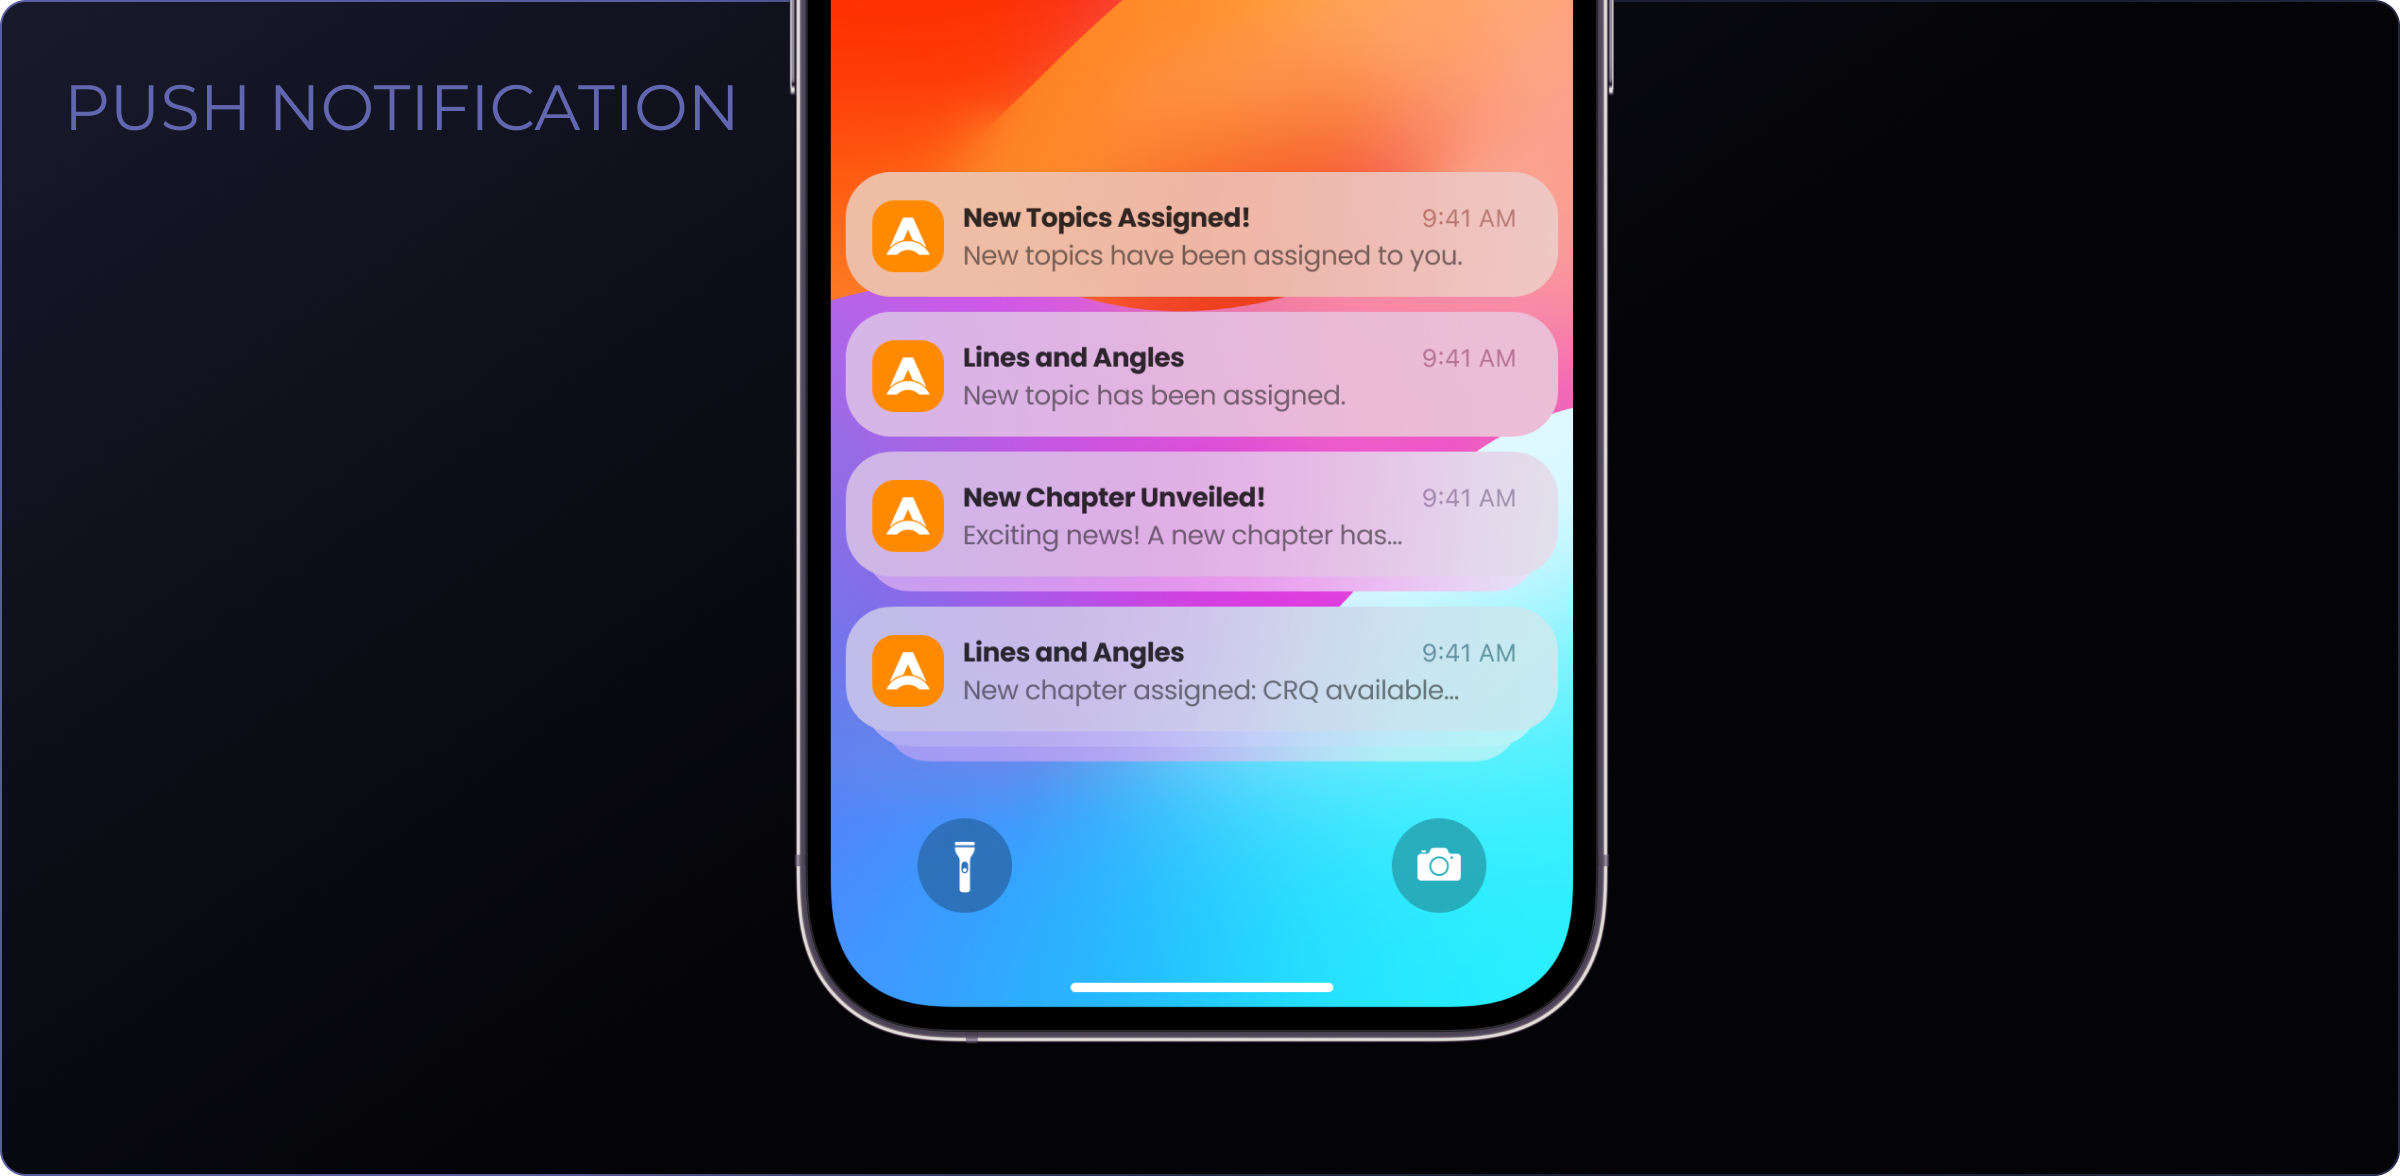 PUSH NOTIFICATION
New Topics Assigned! 9:41 AM
New topics have been assigned to you.
Lines and Angles 9:41 AM
New topic has been assigned.
New Chapter Unveiled! 9:41 AM
Exciting news! A new chapter has...
Lines and Angles 9:41 AM
New chapter assigned: CRQ available...